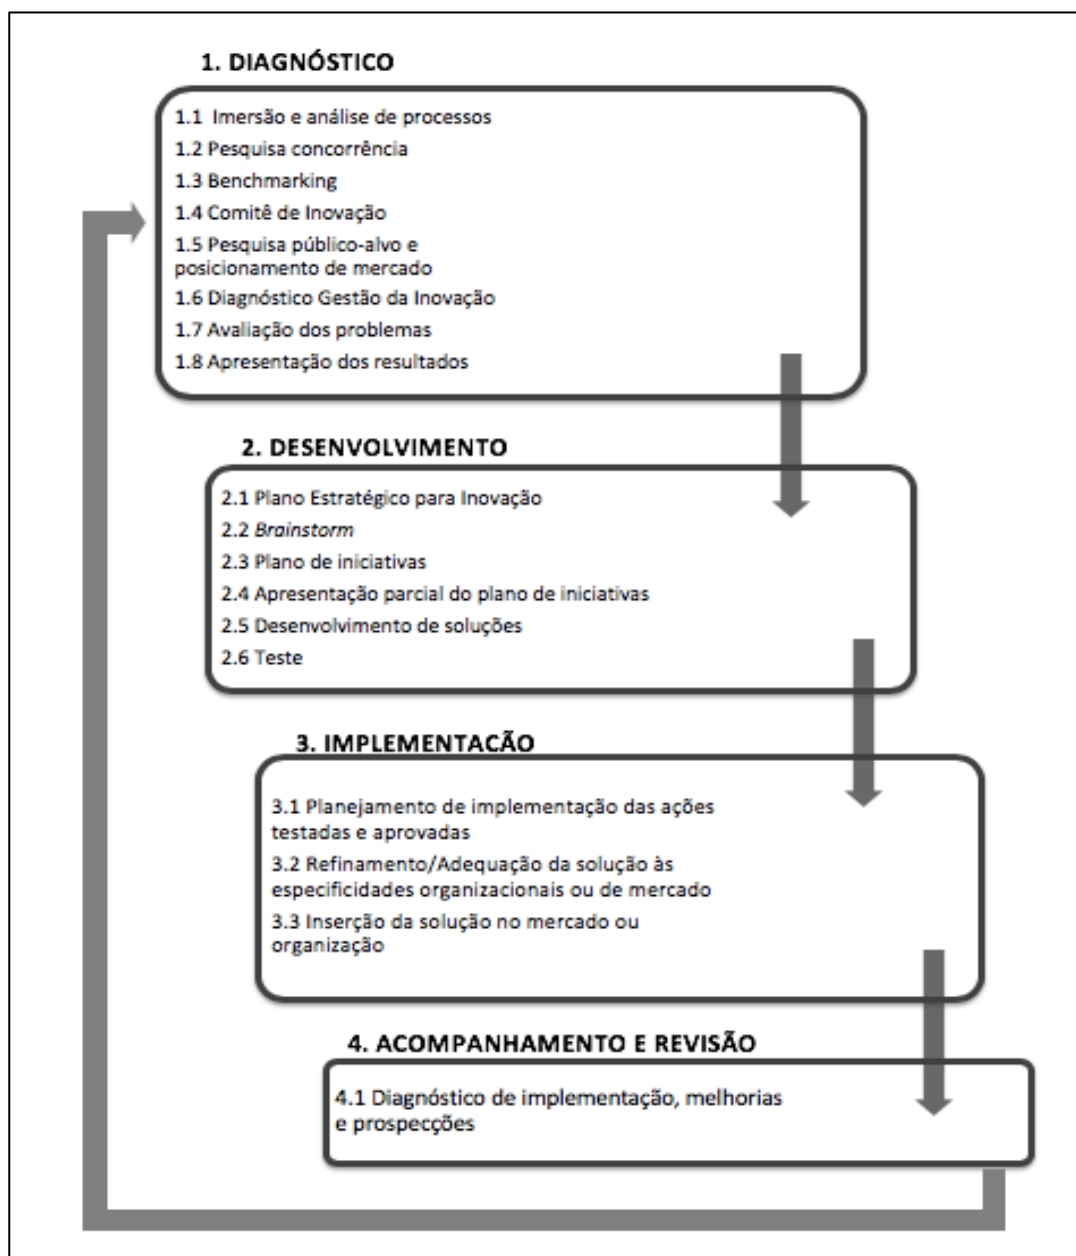 1. DIAGNÓSTICO
1.1 Imersão e análise de processos
1.2 Pesquisa concorrência
1.3 Benchmarking
1.4 Comitê de Inovação
1.5 Pesquisa público-alvo e
posicionamento de mercado
1.6 Diagnóstico Gestão da Inovação
1.7 Avaliação dos problemas
1.8 Apresentação dos resultados
2. DESENVOLVIMENTO
2.1 Plano Estratégico para Inovação
2.2 Brainstorm
2.3 Plano de iniciativas
2.4 Apresentação parcial do plano de iniciativas
2.5 Desenvolvimento de soluções
2.6 Teste
3. IMPLEMENTACÃO
3.1 Planejamento de implementação das ações
testadas e aprovadas
3.2 Refinamento/Adequação da solução às
especificidades organizacionais ou de mercado
3.3 Inserção da solução no mercado ou
organização
4. ACOMPANHAMENTO E REVISÃO
4.1 Diagnóstico de implementação, melhorias
e prospecções